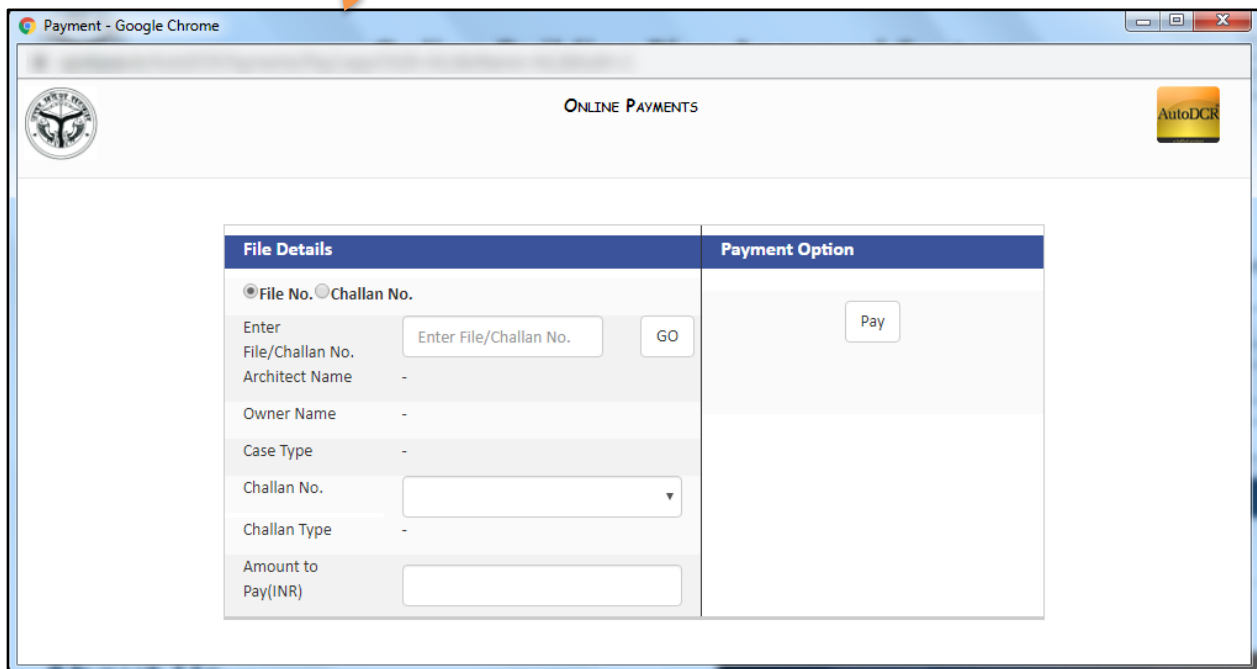 Payment - Google Chrome
ONLINE PAYMENTS
AutoDCR
File Details
Payment Option
File No. Challan No.
Enter
File/Challan No.
Enter File/Challan No.
GO
Pay
Architect Name -
Owner Name -
Case Type -
Challan No.
Challan Type -
Amount to
Pay(INR)